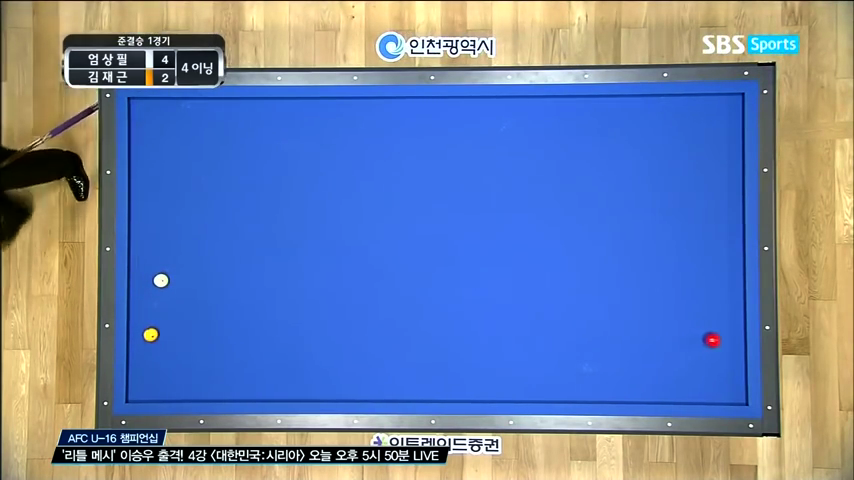 준결승 1경기
엄상필 4
김재근 2
4 이닝
인천광역시
SBS Sports
이트레이드증권
AFC U-16 챔피언십
'리틀 메시' 이승우 출격! 4강 <대한민국:시리아> 오늘 오후 5시 50분 LIVE